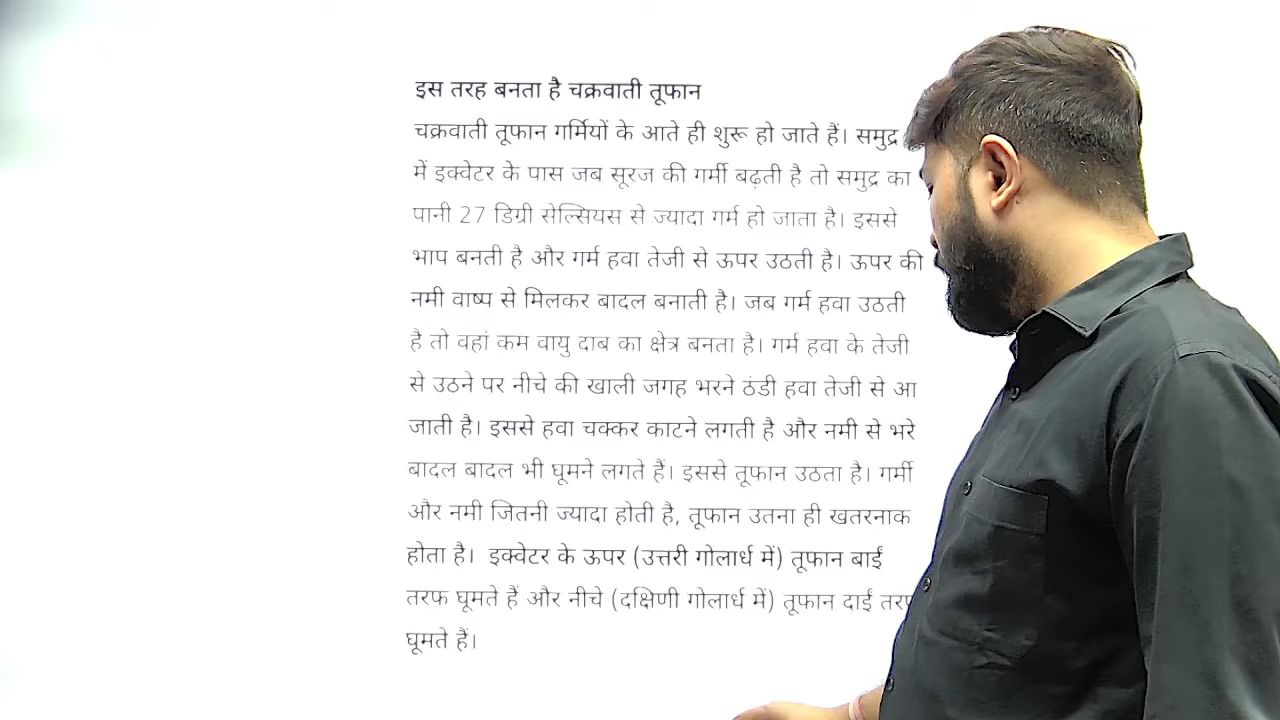 इस तरह बनता है चक्रवाती तूफान
चक्रवाती तूफान गर्मियों के आते ही शुरू हो जाते हैं। समुद्र
में इक्वेटर के पास जब सूरज की गर्मी बढ़ती है तो समुद्र का
पानी 27 डिग्री सेल्सियस से ज्यादा गर्म हो जाता है। इससे
भाप बनती है और गर्म हवा तेजी से ऊपर उठती है। ऊपर की
नमी वाष्प से मिलकर बादल बनाती है। जब गर्म हवा उठती
है तो वहां कम वायु दाब का क्षेत्र बनता है। गर्म हवा के तेजी
से उठने पर नीचे की खाली जगह भरने ठंडी हवा तेजी से आ
जाती है। इससे हवा चक्कर काटने लगती है और नमी से भरे
बादल बादल भी घूमने लगते हैं। इससे तूफान उठता है। गर्मी
और नमी जितनी ज्यादा होती है, तूफान उतना ही खतरनाक
होता है। इक्वेटर के ऊपर (उत्तरी गोलार्ध में) तूफान बाईं
तरफ घूमते हैं और नीचे (दक्षिणी गोलार्ध में) तूफान दाईं तरफ
घूमते हैं।